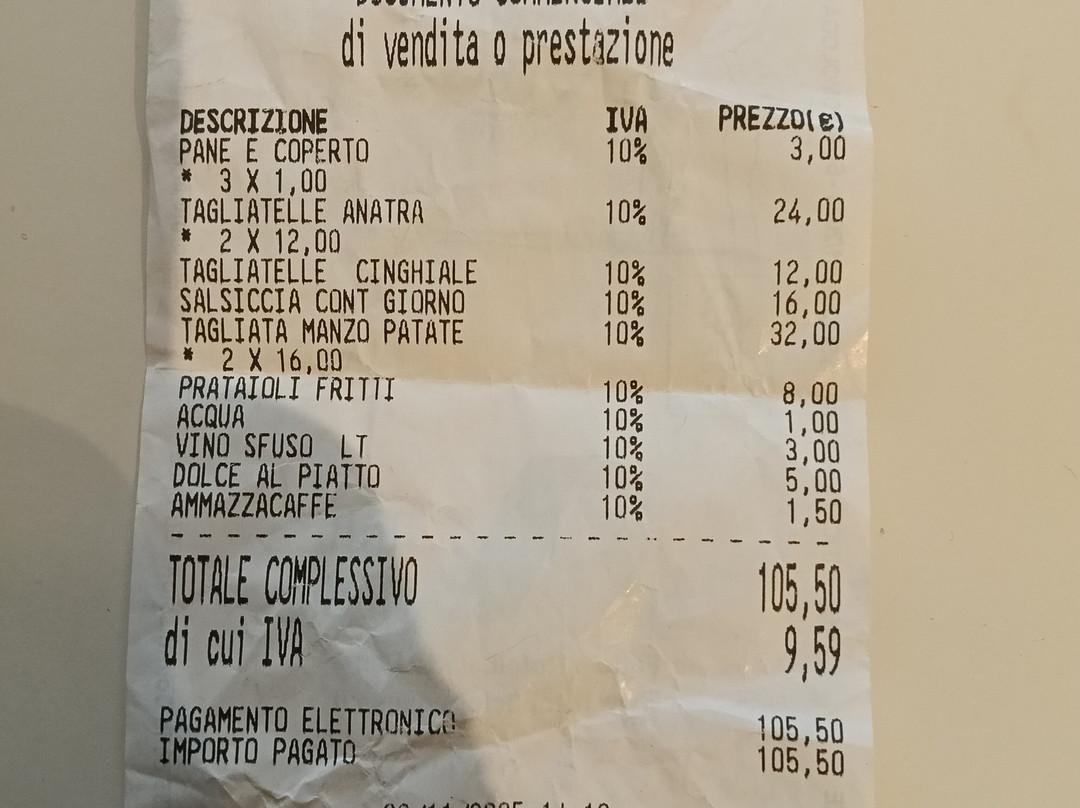 DOCUMENTO COMMERCIALE
di vendita o prestazione
DESCRIZIONE IVA PREZZO(€)
PANE E COPERTO 10% 3,00
* 3 X 1,00
TAGLIATELLE ANATRA 10% 24,00
* 2 X 12,00
TAGLIATELLE CINGHIALE 10% 12,00
SALSICCIA CONT GIORNO 10% 16,00
TAGLIATA MANZO PATATE 10% 32,00
* 2 X 16,00
PRATAIOLI FRITTI 10% 8,00
ACQUA 10% 1,00
VINO SFUSO LT 10% 3,00
DOLCE AL PIATTO 10% 5,00
AMMAZZACAFFE 10% 1,50
TOTALE COMPLESSIVO 105,50
di cui IVA 9,59
PAGAMENTO ELETTRONICO 105,50
IMPORTO PAGATO 105,50